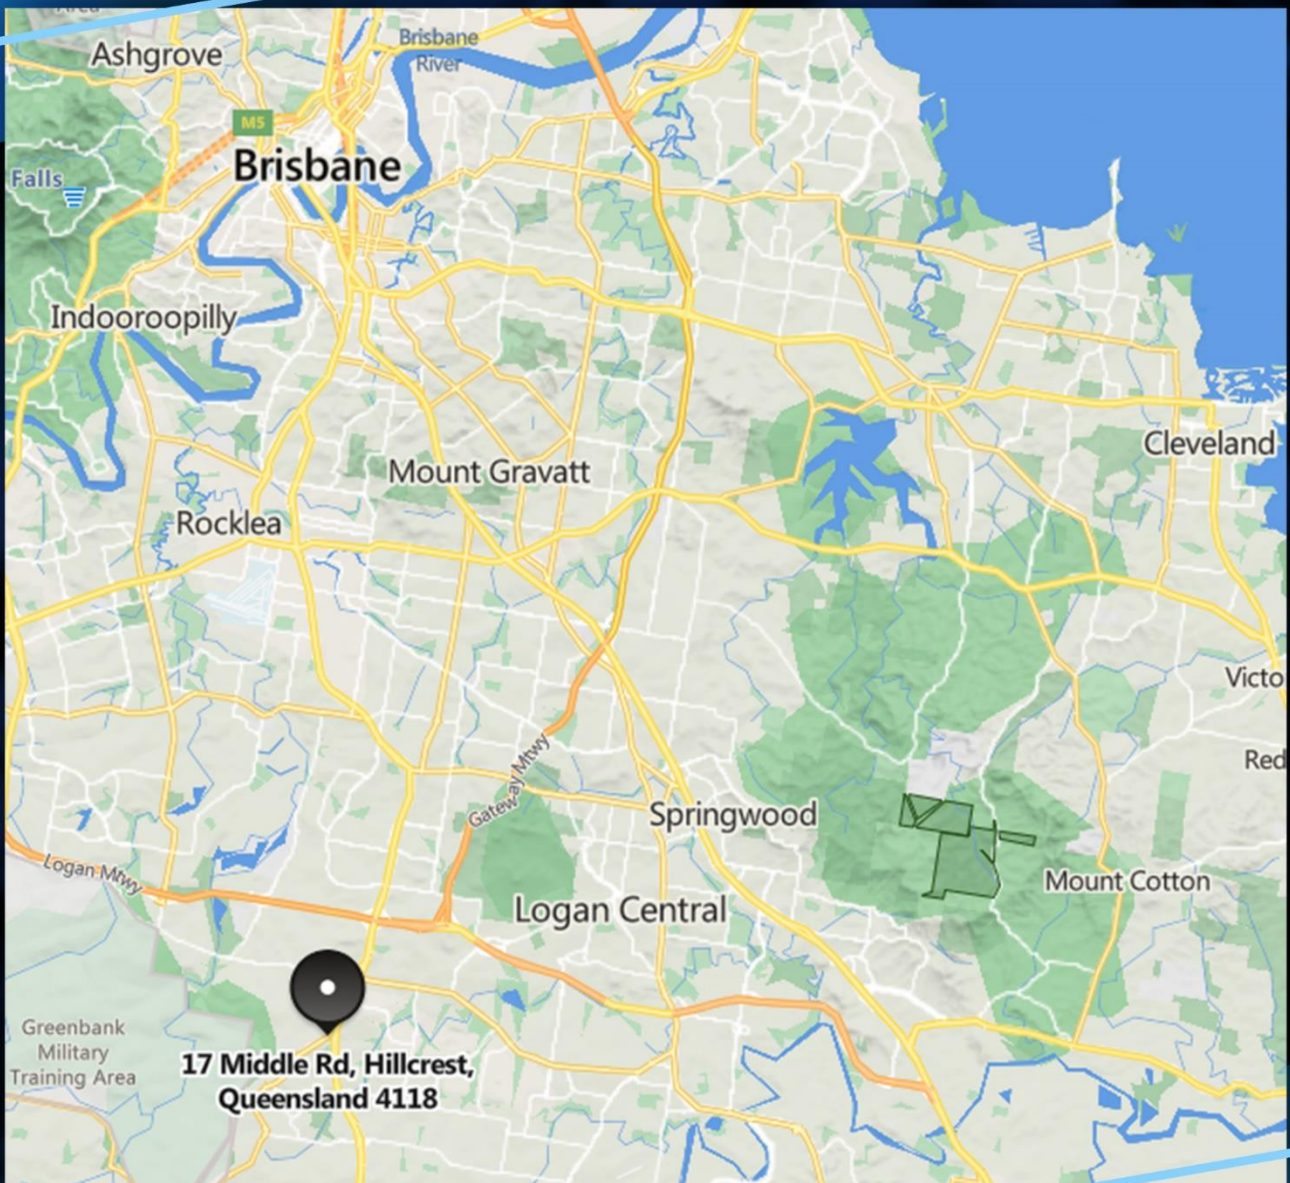 Area
Ashgrove
Brisbane
River
M5
Brisbane
Falls
Indooroopilly
Mount Gravatt
Cleveland
Rocklea
Victo
Gateway Mtwy
Red
Springwood
Logan Mtwy
Mount Cotton
Logan Central
Greenbank
Military
Training Area
17 Middle Rd, Hillcrest,
Queensland 4118